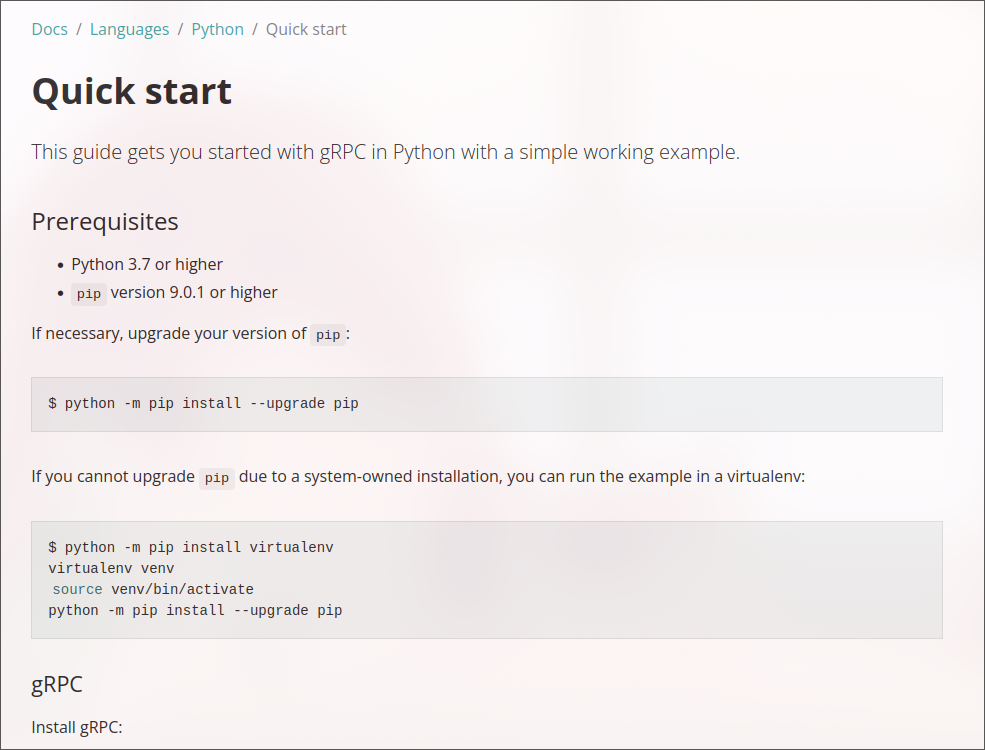 Docs / Languages / Python / Quick start
Quick start
This guide gets you started with gRPC in Python with a simple working example.
Prerequisites
• Python 3.7 or higher
• pip version 9.0.1 or higher
If necessary, upgrade your version of pip:
$ python -m pip install --upgrade pip
If you cannot upgrade pip due to a system-owned installation, you can run the example in a virtualenv:
$ python -m pip install virtualenv
virtualenv venv
source venv/bin/activate
python -m pip install --upgrade pip
gRPC
Install gRPC: